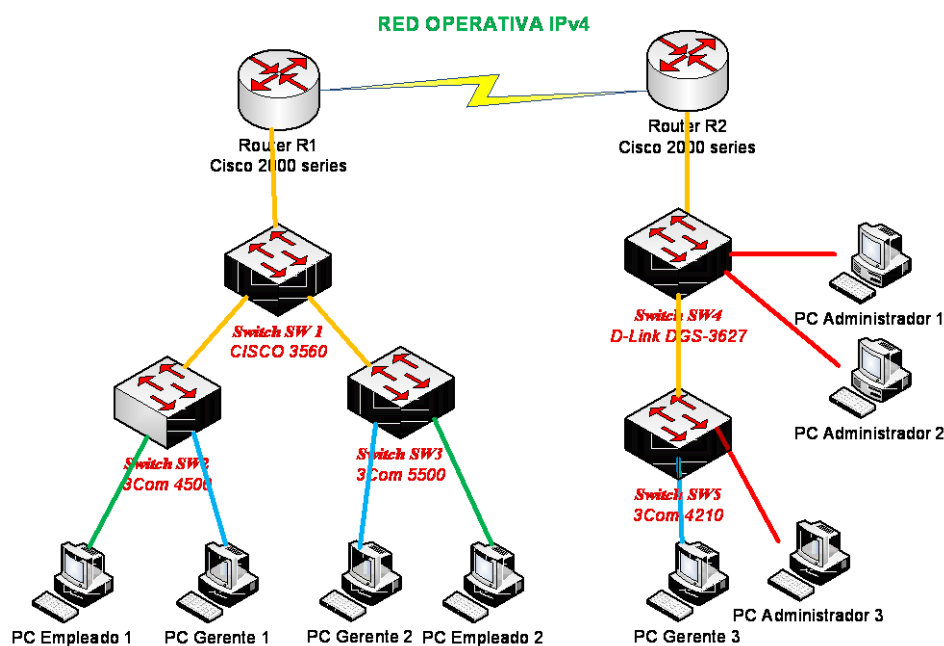 RED OPERATIVA IPv4
Router R1
Cisco 2000 series
Router R2
Cisco 2000 series
Switch SW 1
CISCO 3560
Switch SW4
D-Link DGS-3627
PC Administrador 1
Switch SW2
3Com 4500
Switch SW3
3Com 5500
PC Administrador 2
Switch SW5
3Com 4210
PC Empleado 1
PC Gerente 1
PC Gerente 2
PC Empleado 2
PC Gerente 3
PC Administrador 3